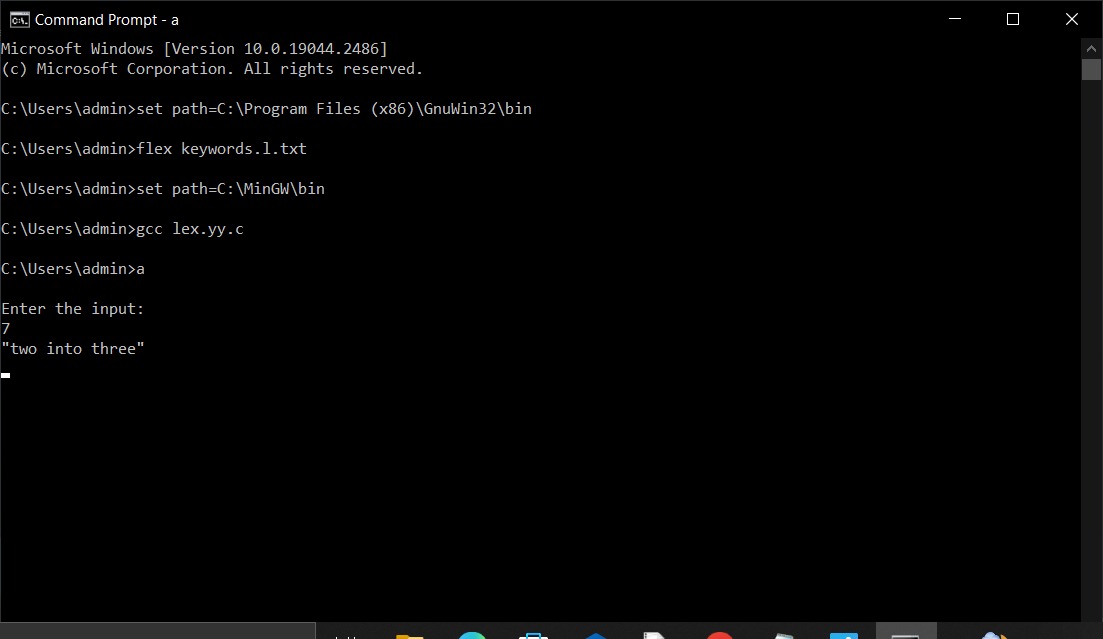 Command Prompt - a
Microsoft Windows [Version 10.0.19044.2486]
(c) Microsoft Corporation. All rights reserved.
C:\Users\admin>set path=C:\Program Files (x86)\GnuWin32\bin
C:\Users\admin>flex keywords.l.txt
C:\Users\admin>set path=C:\MinGW\bin
C:\Users\admin>gcc lex.yy.c
C:\Users\admin>a
Enter the input:
7
"two into three"